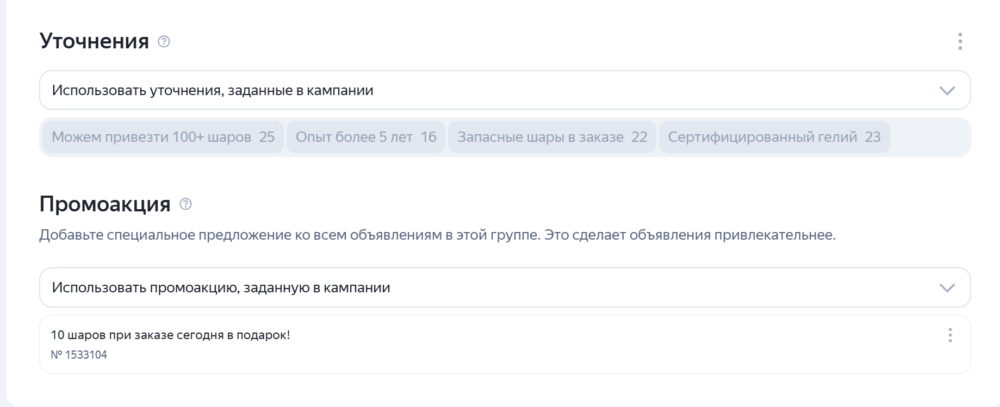 Уточнения
Использовать уточнения, заданные в кампании
Можем привезти 100+ шаров 25 Опыт более 5 лет 16 Запасные шары в заказе 22 Сертифицированный гелий 23
Промоакция
Добавьте специальное предложение ко всем объявлениям в этой группе. Это сделает объявления привлекательнее.
Использовать промоакцию, заданную в кампании
10 шаров при заказе сегодня в подарок!
№ 1533104